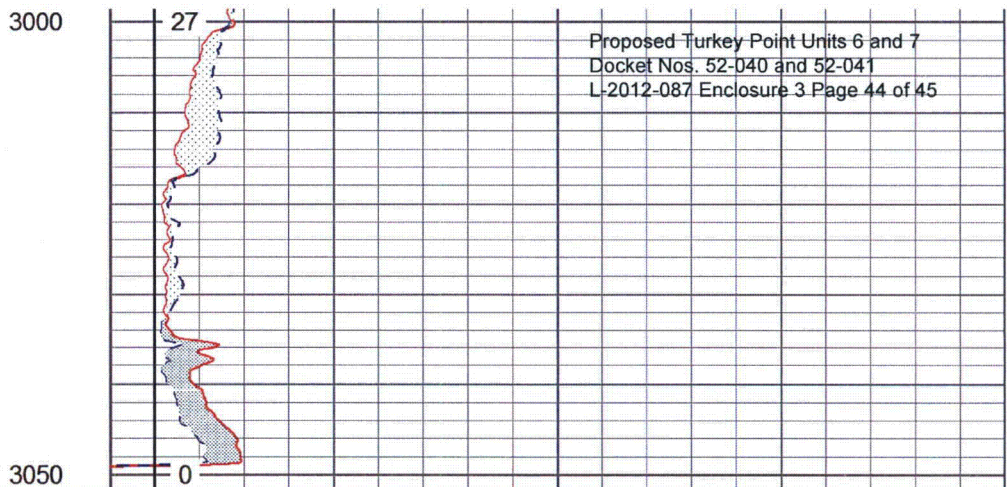 3000
27
Proposed Turkey Point Units 6 and 7
Docket Nos. 52-040 and 52-041
L-2012-087 Enclosure 3 Page 44 of 45
3050
0